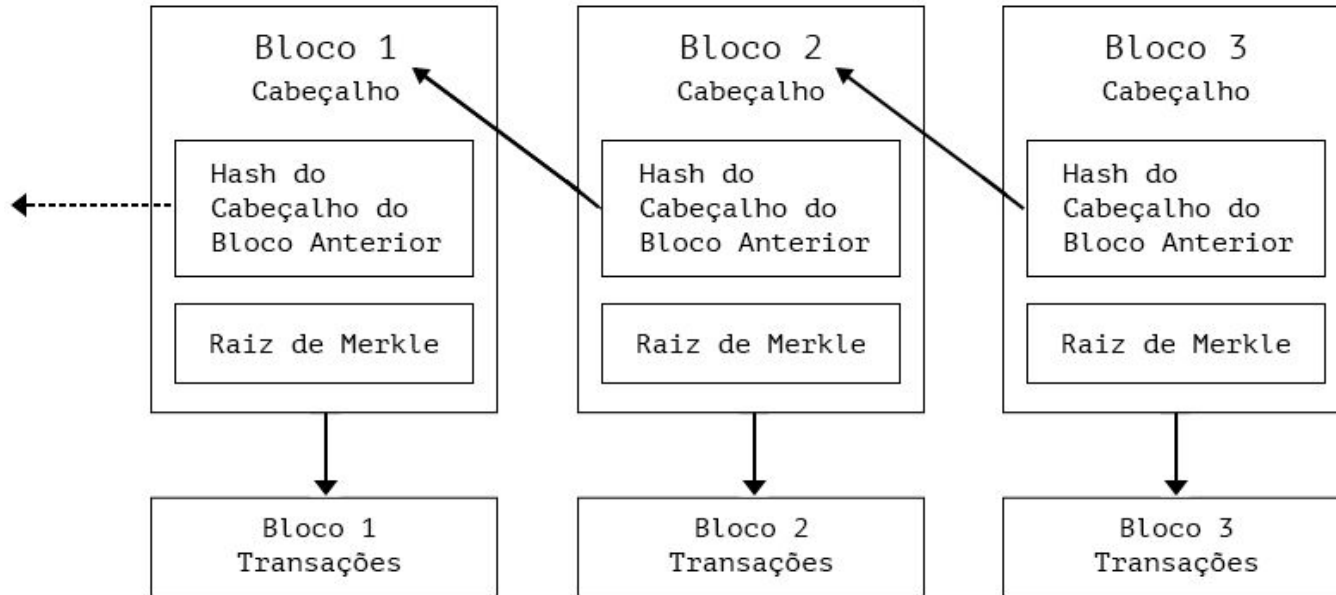 Bloco 1
Cabeçalho
Hash do
Cabeçalho do
Bloco Anterior
Raiz de Merkle
Bloco 1
Transações
Bloco 2
Cabeçalho
Hash do
Cabeçalho do
Bloco Anterior
Raiz de Merkle
Bloco 2
Transações
Bloco 3
Cabeçalho
Hash do
Cabeçalho do
Bloco Anterior
Raiz de Merkle
Bloco 3
Transações